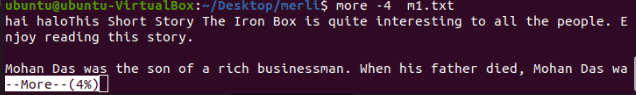 ubuntu@ubuntu-VirtualBox:~/Desktop/merli$ more -4  m1.txt
hai haloThis Short Story The Iron Box is quite interesting to all the people. E
njoy reading this story.

Mohan Das was the son of a rich businessman. When his father died, Mohan Das wa
--More--(4%)